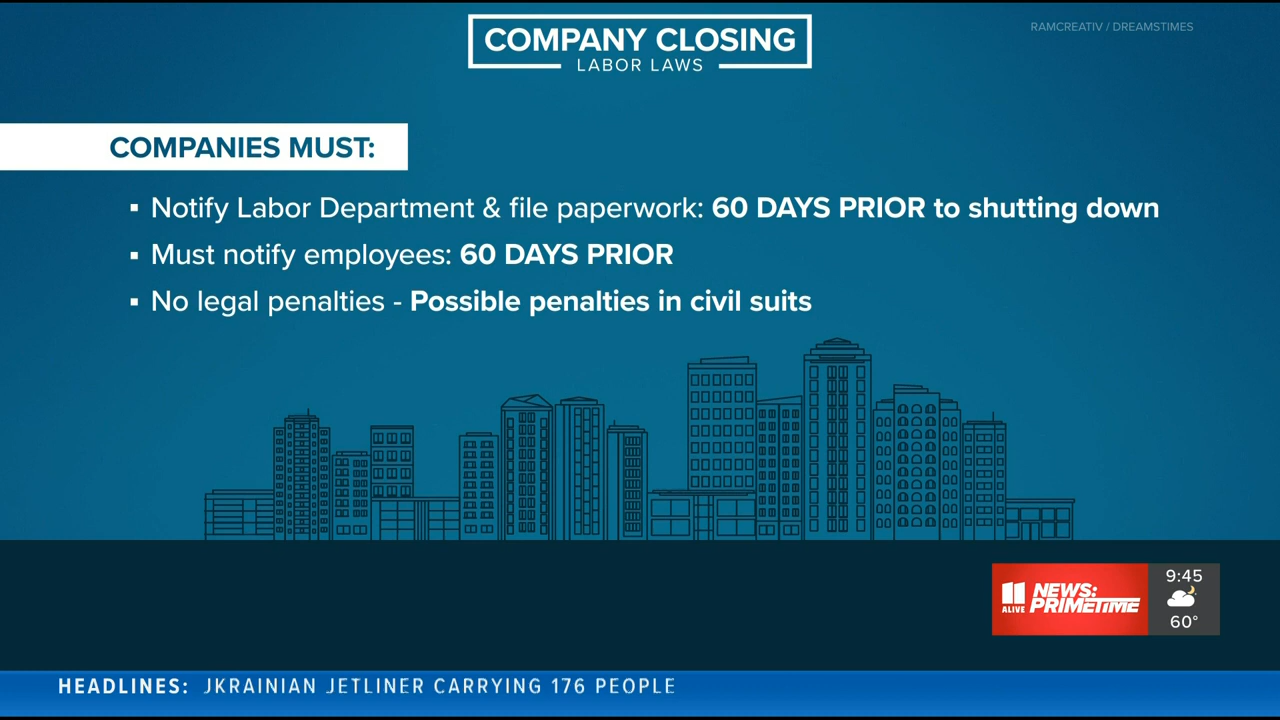 COMPANY CLOSING
LABOR LAWS
RAMCREATIV / DREAMSTIMES
COMPANIES MUST:
▪ Notify Labor Department & file paperwork: 60 DAYS PRIOR to shutting down
▪ Must notify employees: 60 DAYS PRIOR
▪ No legal penalties - Possible penalties in civil suits
11 ALIVE
NEWS:
PRIMETIME
9:45
60°
HEADLINES: JKRAINIAN JETLINER CARRYING 176 PEOPLE